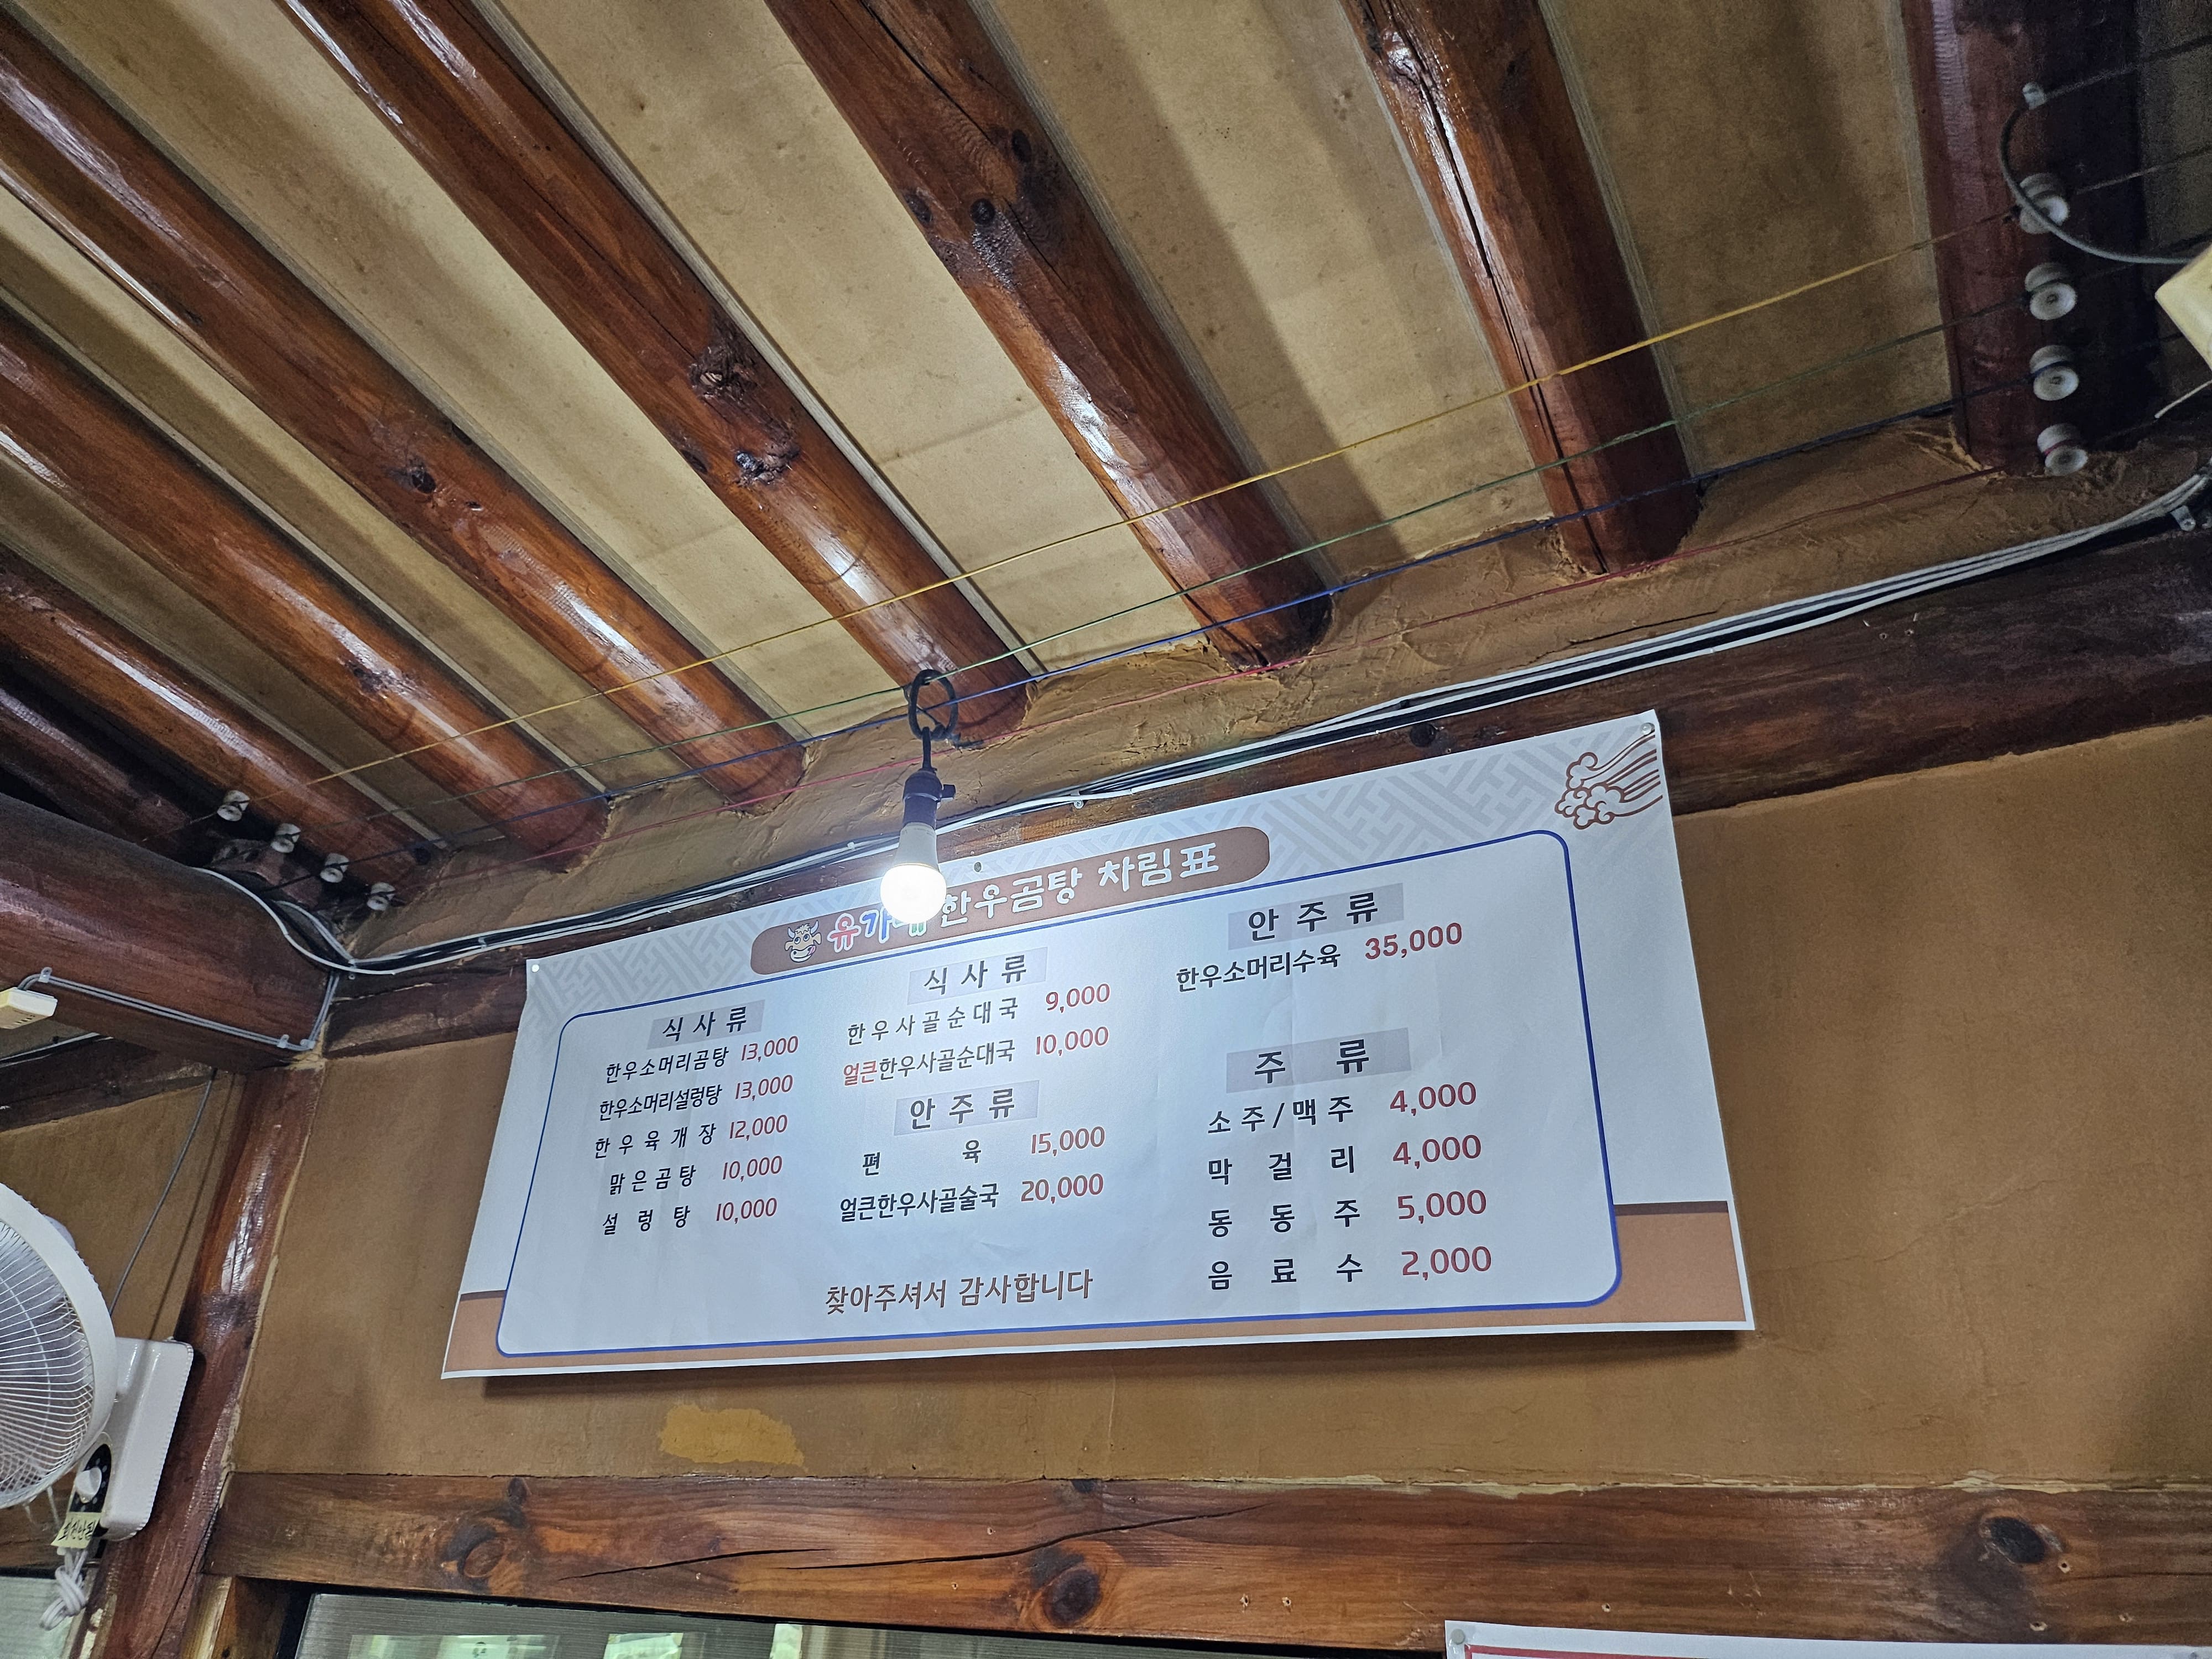 유가네 한우곰탕 차림표
식사류
한우소머리곰탕 13,000
한우소머리설렁탕 13,000
한우육개장 12,000
맑은곰탕 10,000
설렁탕 10,000
식사류
한우사골순대국 9,000
얼큰한우사골순대국 10,000
안주류
편육 15,000
얼큰한우사골술국 20,000
안주류
한우소머리수육 35,000
주류
소주/맥주 4,000
막걸리 4,000
동동주 5,000
음료수 2,000
찾아주셔서 감사합니다